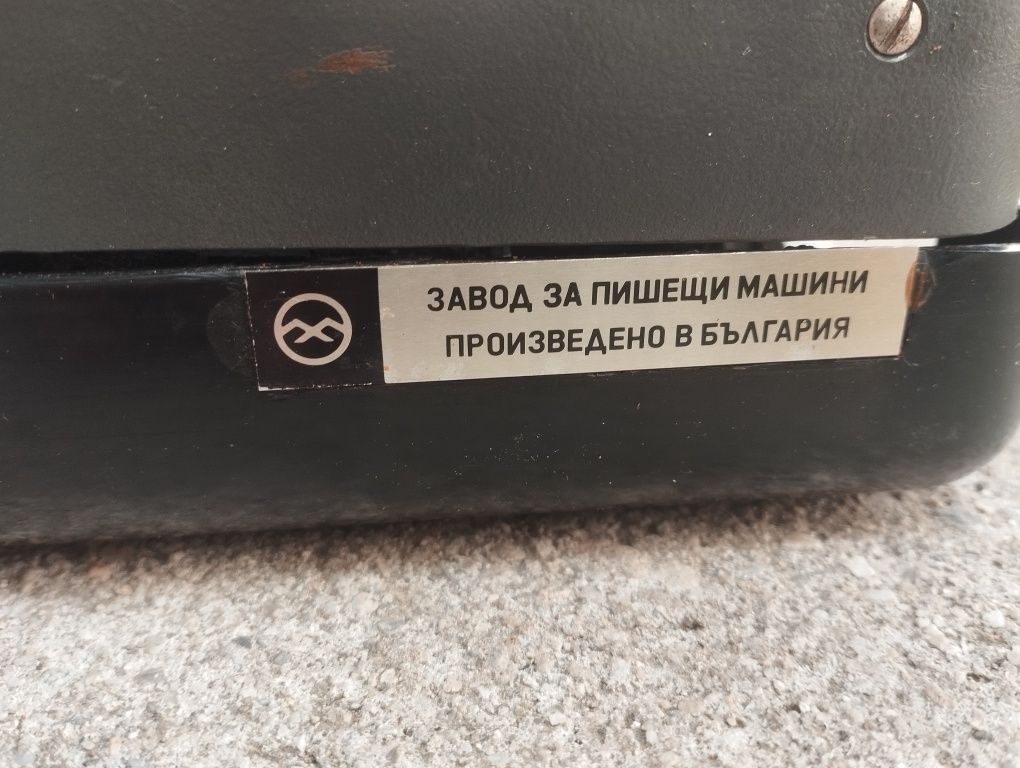 ЗАВОД ЗА ПИШЕЩИ МАШИНИ
ПРОИЗВЕДЕНО В БЪЛГАРИЯ